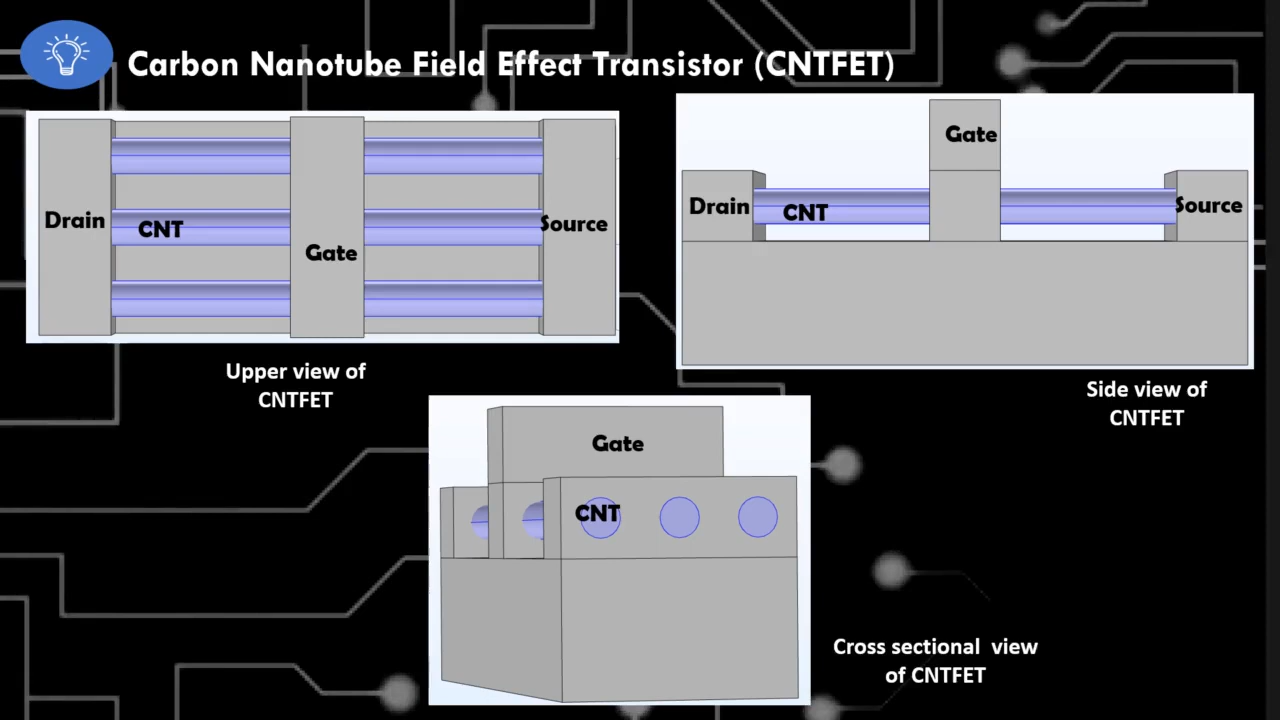 Carbon Nanotube Field Effect Transistor (CNTFET)
Drain
CNT
Gate
Source
Upper view of
CNTFET
Gate
Drain
CNT
Source
Side view of
CNTFET
Gate
CNT
Cross sectional view
of CNTFET